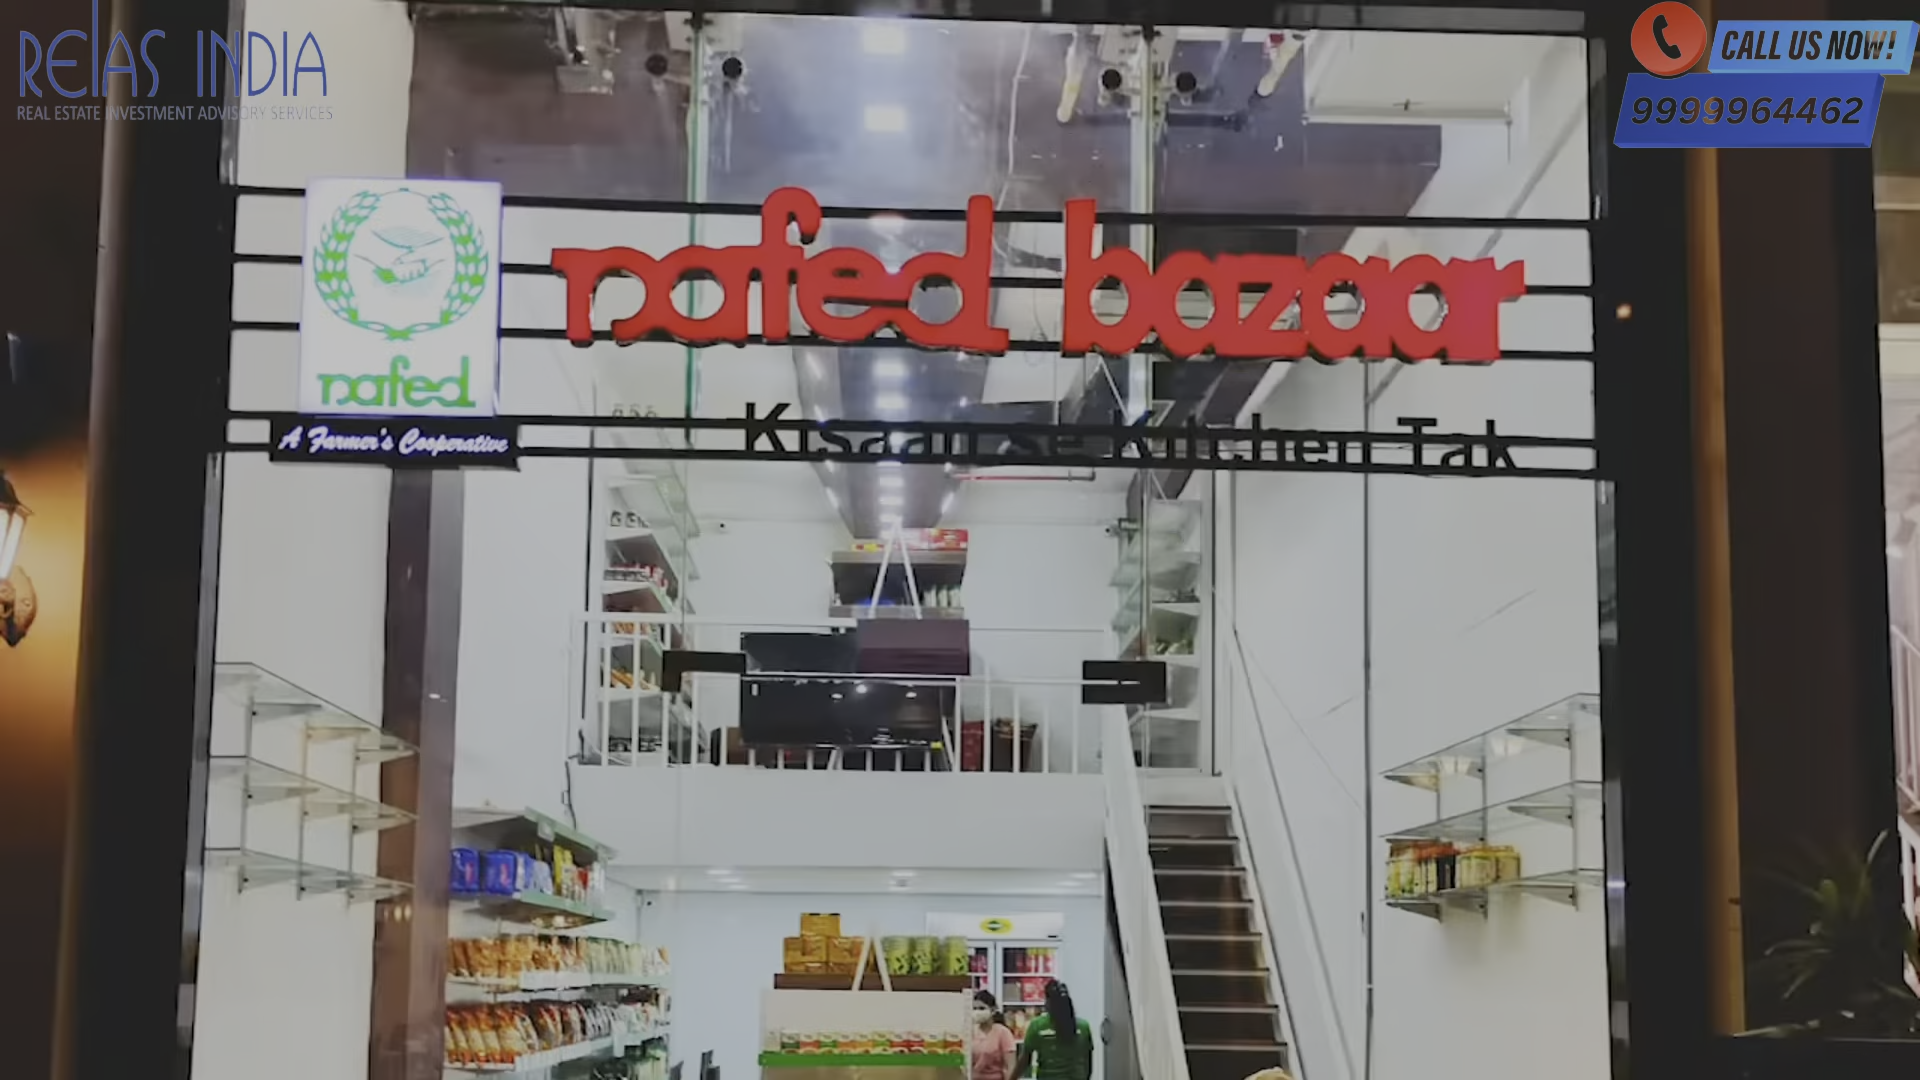 REIAS INDIA
REAL ESTATE INVESTMENT ADVISORY SERVICES
CALL US NOW!
9999964462
nafed bazaar
nafed
A Farmer's Cooperative
Kisaan se Kitchen Tak